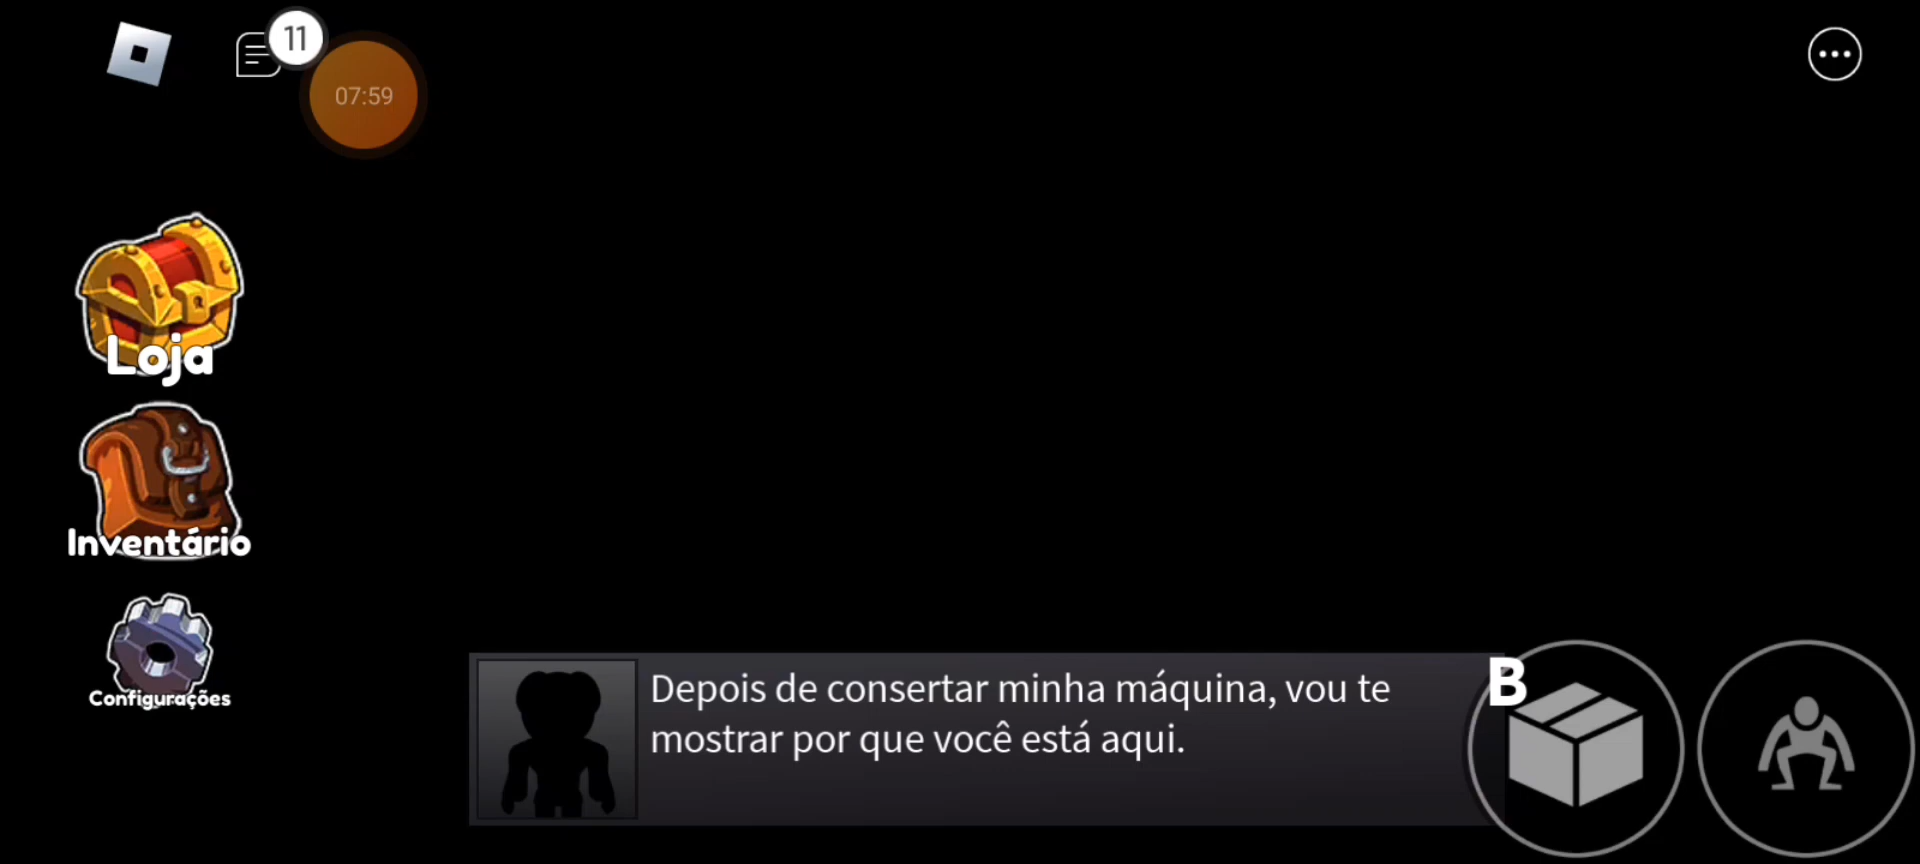 11
07:59
Loja
Inventário
Configurações
Depois de consertar minha máquina, vou te
mostrar por que você está aqui.
B